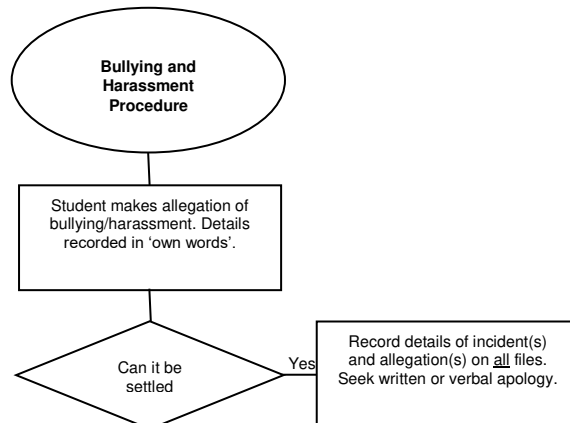 Bullying and
Harassment
Procedure
Student makes allegation of
bullying/harassment. Details
recorded in ‘own words’.
Can it be
settled
Yes
Record details of incident(s)
and allegation(s) on all files.
Seek written or verbal apology.